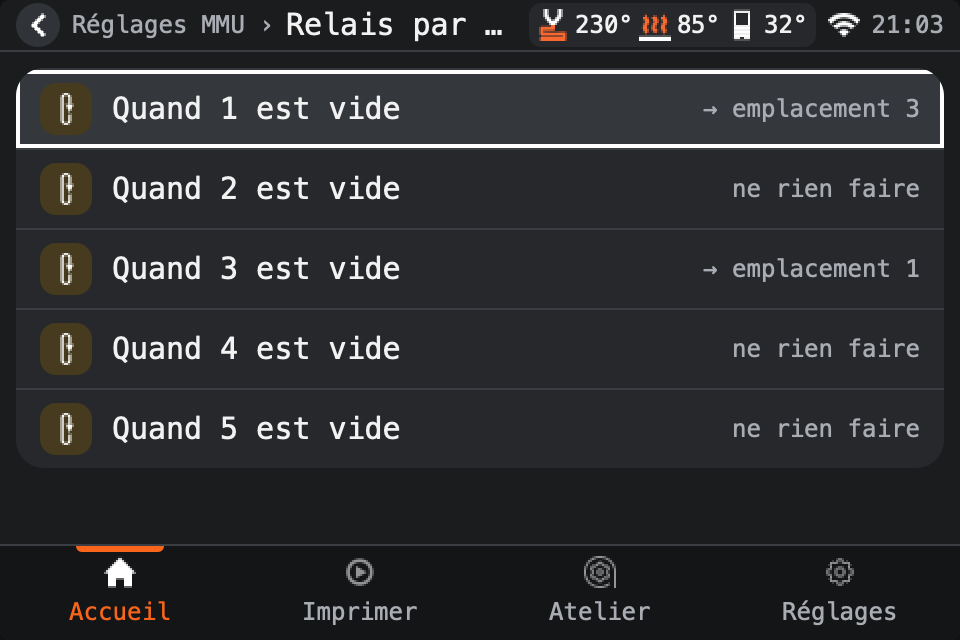 Réglages MMU › Relais par … 230° 85° 32° 21:03
Quand 1 est vide → emplacement 3
Quand 2 est vide ne rien faire
Quand 3 est vide → emplacement 1
Quand 4 est vide ne rien faire
Quand 5 est vide ne rien faire
Accueil Imprimer Atelier Réglages